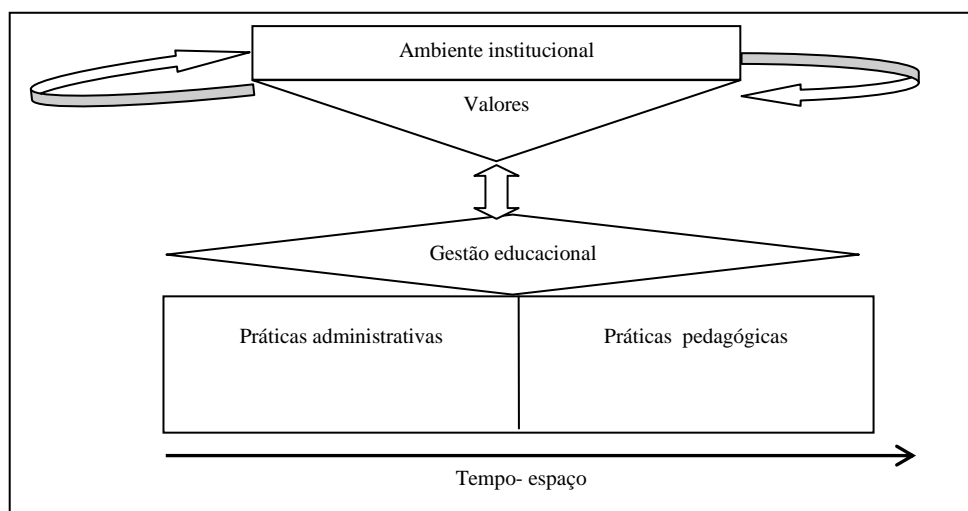 Ambiente institucional
Valores
Gestão educacional
Práticas administrativas
Práticas pedagógicas
Tempo- espaço